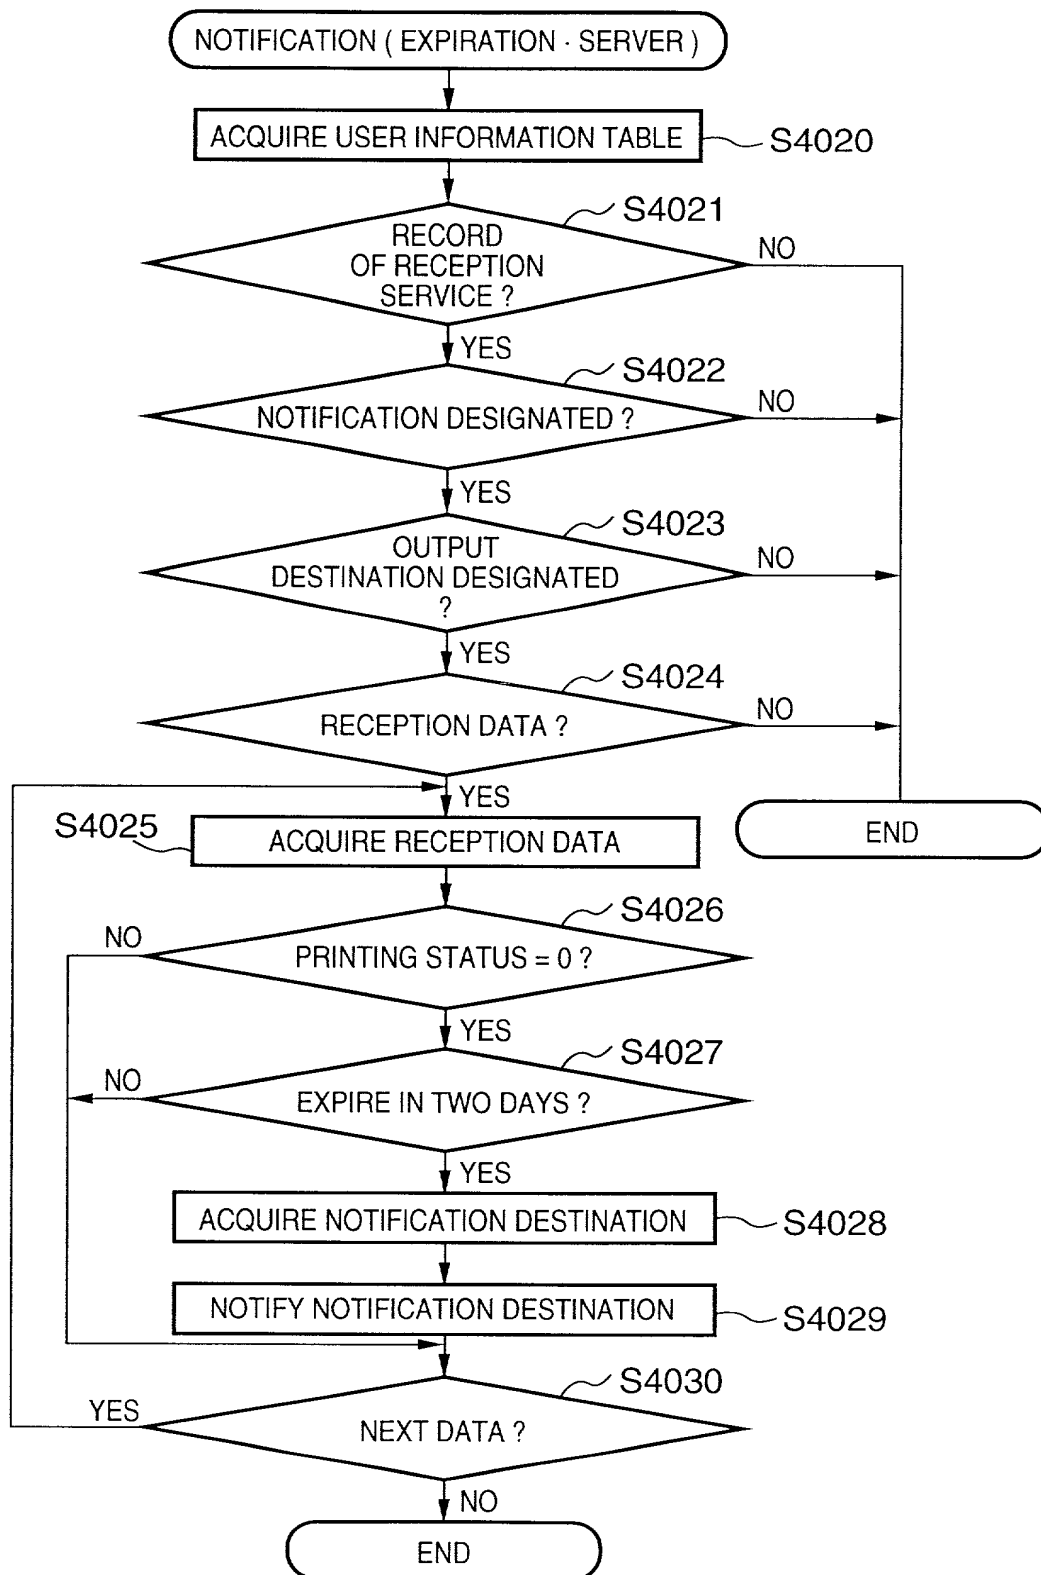 NOTIFICATION ( EXPIRATION · SERVER )
ACQUIRE USER INFORMATION TABLE
S4020
S4021
RECORD
OF RECEPTION
SERVICE ?
NO
YES
S4022
NOTIFICATION DESIGNATED ?
NO
YES
S4023
OUTPUT
DESTINATION DESIGNATED
?
NO
YES
S4024
RECEPTION DATA ?
NO
YES
S4025
ACQUIRE RECEPTION DATA
END
S4026
NO
PRINTING STATUS = 0 ?
YES
S4027
NO
EXPIRE IN TWO DAYS ?
YES
ACQUIRE NOTIFICATION DESTINATION
S4028
NOTIFY NOTIFICATION DESTINATION
S4029
S4030
YES
NEXT DATA ?
NO
END